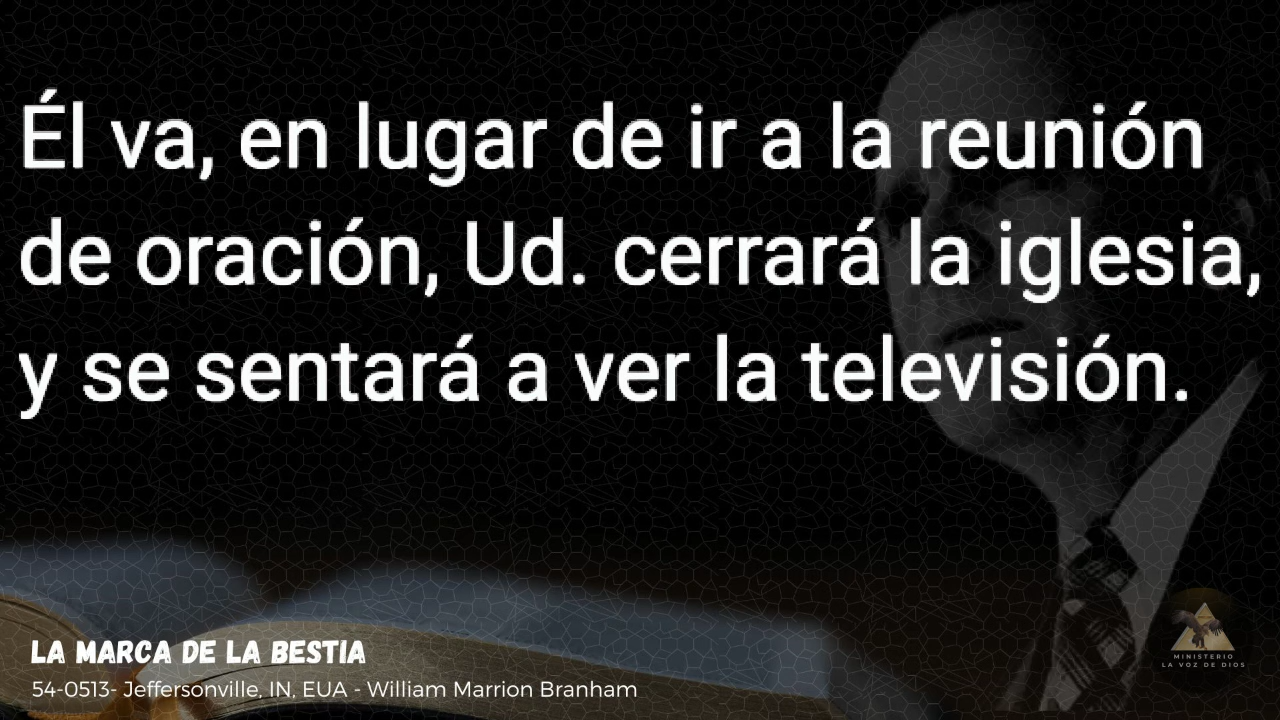 Él va, en lugar de ir a la reunión
de oración, Ud. cerrará la iglesia,
y se sentará a ver la televisión.
LA MARCA DE LA BESTIA
54-0513- Jeffersonville, IN, EUA - William Marrion Branham
MINISTERIO
LA VOZ DE DIOS